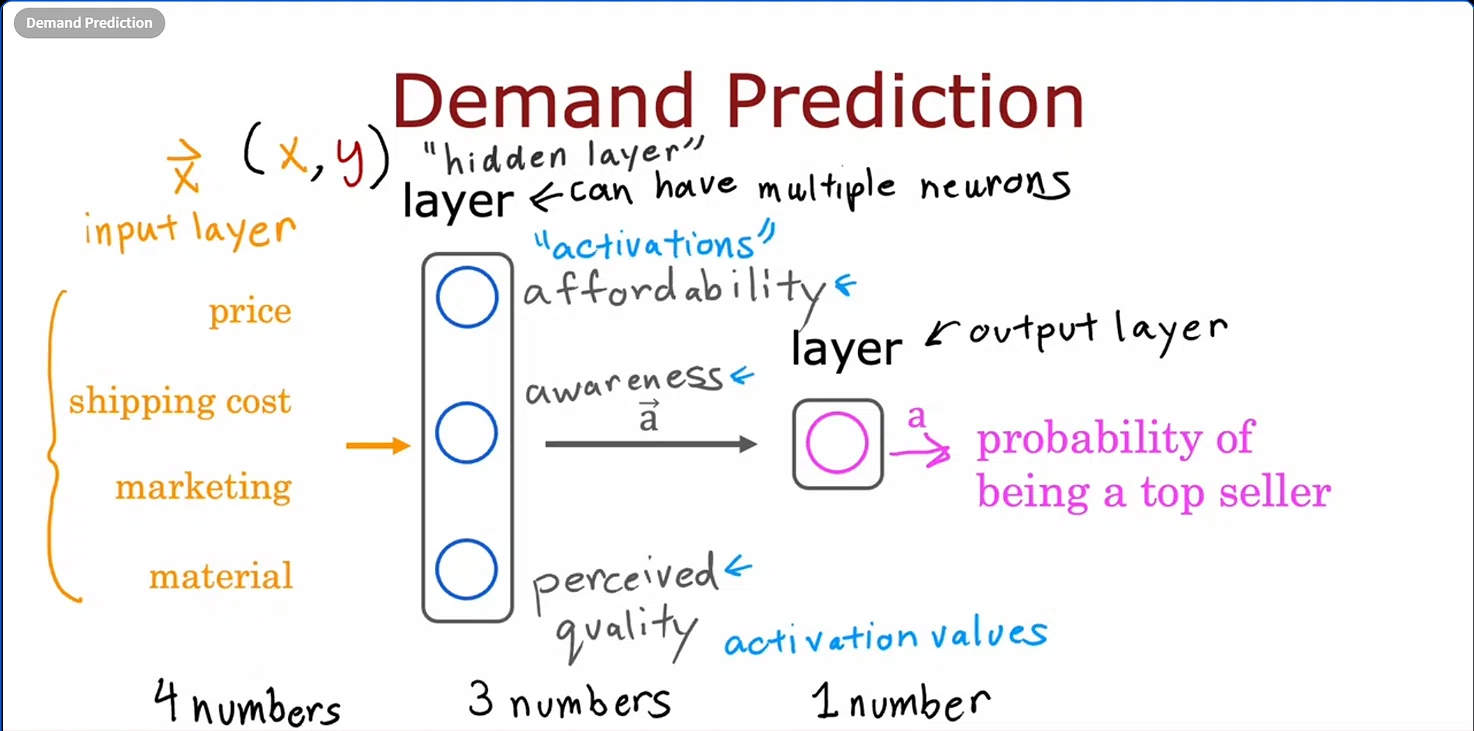 Demand Prediction
Demand Prediction
x⃗ (x, y) "hidden layer"
layer ← can have multiple neurons
input layer
"activations"
affordability ←
price
layer ← output layer
shipping cost
awareness ←
a⃗
a
probability of
being a top seller
marketing
material
perceived ←
quality
activation values
4 numbers
3 numbers
1 number